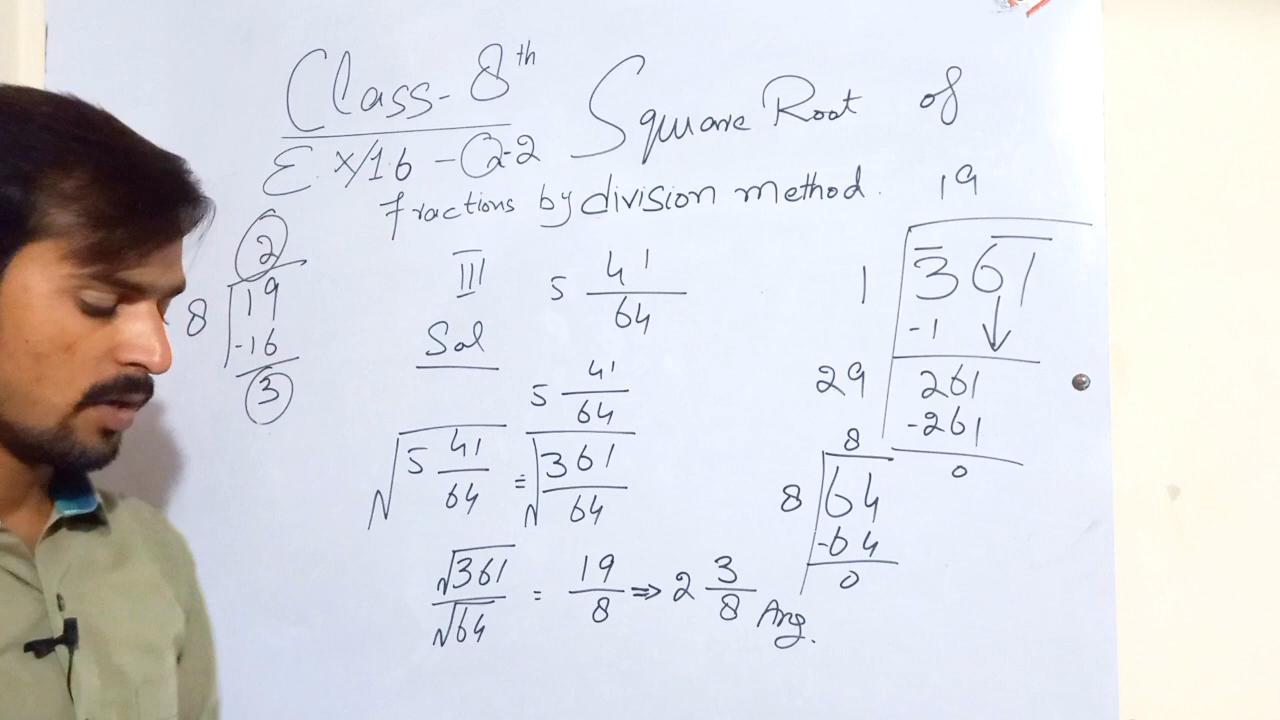 Class-8th
Square Root of
Ex/16 - Q-2
fractions by division method.
2
8 19
-16
3
III 5 41/64
Sol
5 41/64
√5 41/64 = √361/64
√361/√64 = 19/8 ⇒ 2 3/8 Ang.
19
1 361
-1
29 261
-261
0
8
8 64
-64
0